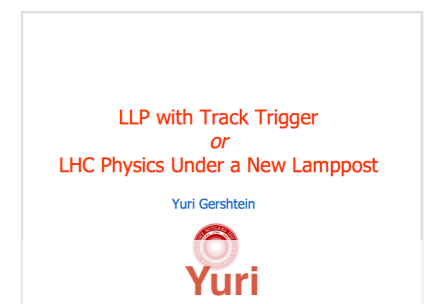 LLP with Track Trigger
or
LHC Physics Under a New Lamppost
Yuri Gershtein
Yuri